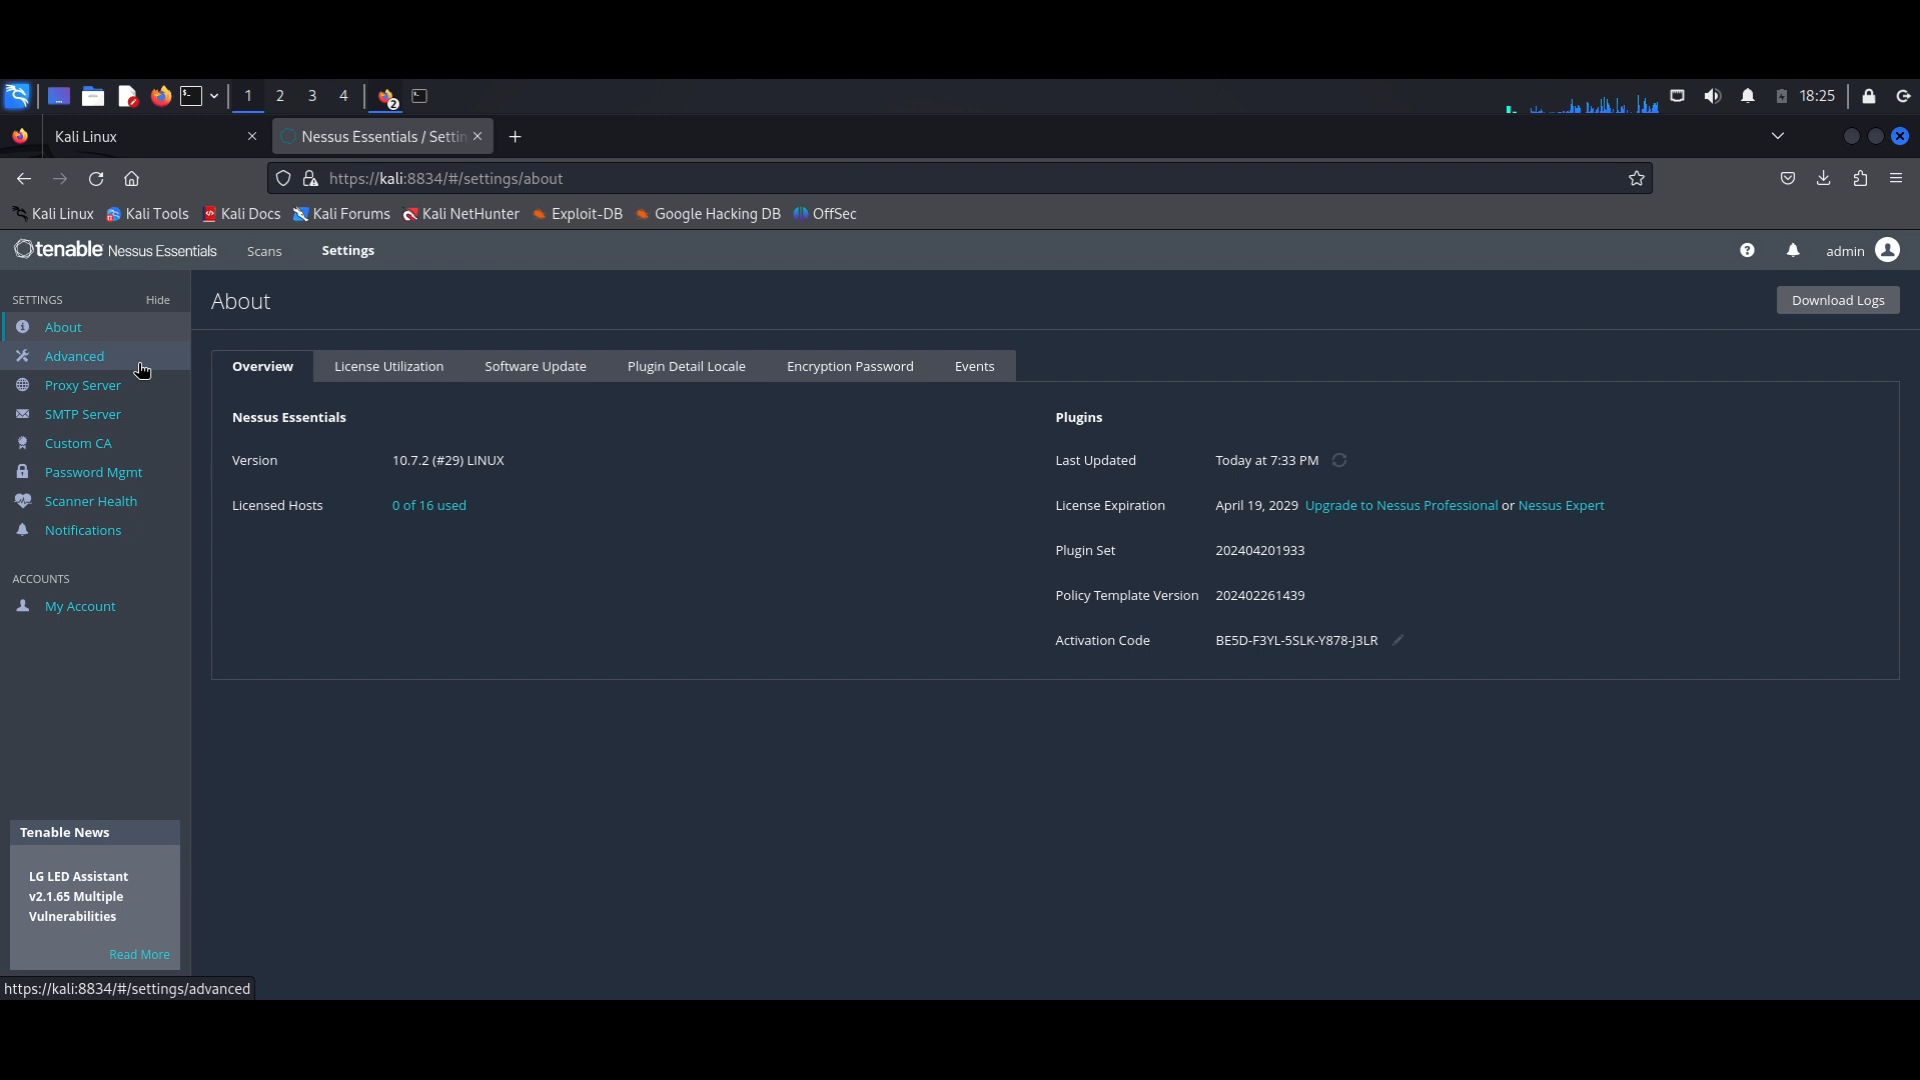 1 2 3 4 2 18:25
Kali Linux Nessus Essentials / Settin
https://kali:8834/#/settings/about
Kali Linux Kali Tools Kali Docs Kali Forums Kali NetHunter Exploit-DB Google Hacking DB OffSec
tenable Nessus Essentials Scans Settings admin
SETTINGS Hide
About
Advanced
Proxy Server
SMTP Server
Custom CA
Password Mgmt
Scanner Health
Notifications
ACCOUNTS
My Account
Tenable News
LG LED Assistant
v2.1.65 Multiple
Vulnerabilities
Read More
About Download Logs
Overview License Utilization Software Update Plugin Detail Locale Encryption Password Events
Nessus Essentials
Version 10.7.2 (#29) LINUX
Licensed Hosts 0 of 16 used
Plugins
Last Updated Today at 7:33 PM
License Expiration April 19, 2029 Upgrade to Nessus Professional or Nessus Expert
Plugin Set 202404201933
Policy Template Version 202402261439
Activation Code BE5D-F3YL-5SLK-Y878-J3LR
https://kali:8834/#/settings/advanced